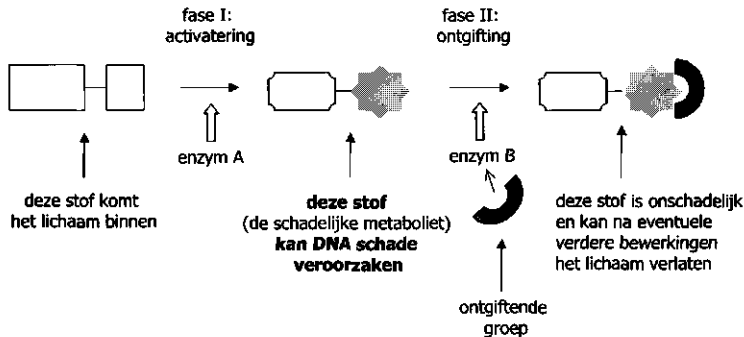 fase I:
activatering
fase II:
ontgifting
enzym A
enzym B
deze stof komt
het lichaam binnen
deze stof
(de schadelijke metaboliet)
kan DNA schade
veroorzaken
deze stof is onschadelijk
en kan na eventuele
verdere bewerkingen
het lichaam verlaten
ontgiftende
groep